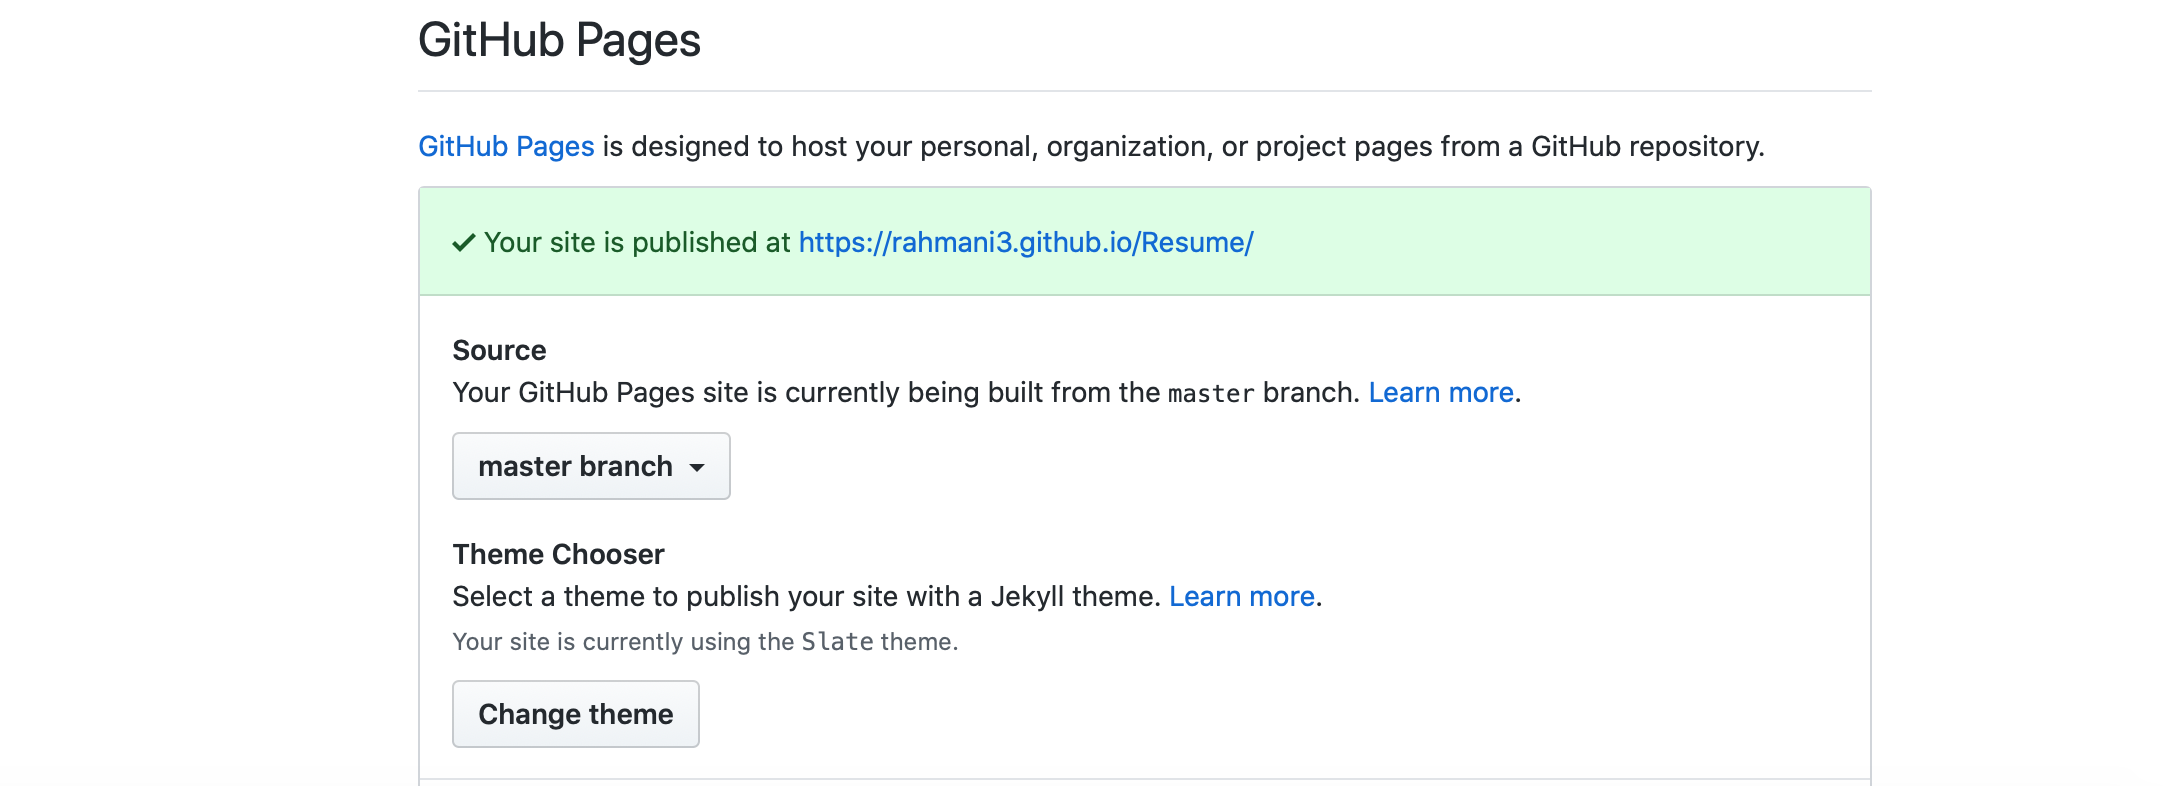 GitHub Pages
GitHub Pages is designed to host your personal, organization, or project pages from a GitHub repository.
Your site is published at https://rahmani3.github.io/Resume/
Source
Your GitHub Pages site is currently being built from the master branch. Learn more.
master branch
Theme Chooser
Select a theme to publish your site with a Jekyll theme. Learn more.
Your site is currently using the Slate theme.
Change theme